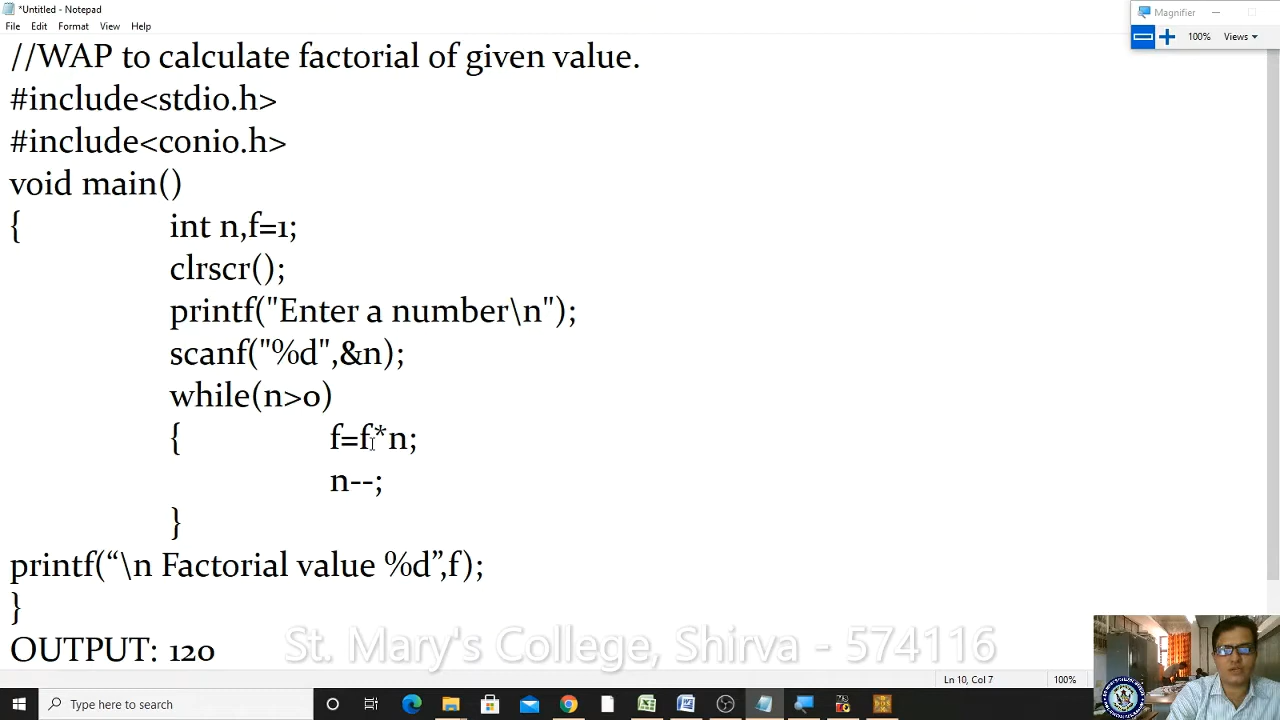 *Untitled - Notepad
File Edit Format View Help
Magnifier
100% Views
//WAP to calculate factorial of given value.
#include<stdio.h>
#include<conio.h>
void main()
{ int n,f=1;
clrscr();
printf("Enter a number\n");
scanf("%d",&n);
while(n>0)
{ f=f*n;
n--;
}
printf(“\n Factorial value %d”,f);
}
OUTPUT: 120
St. Mary's College, Shirva - 574116
Ln 10, Col 7 100%
Type here to search